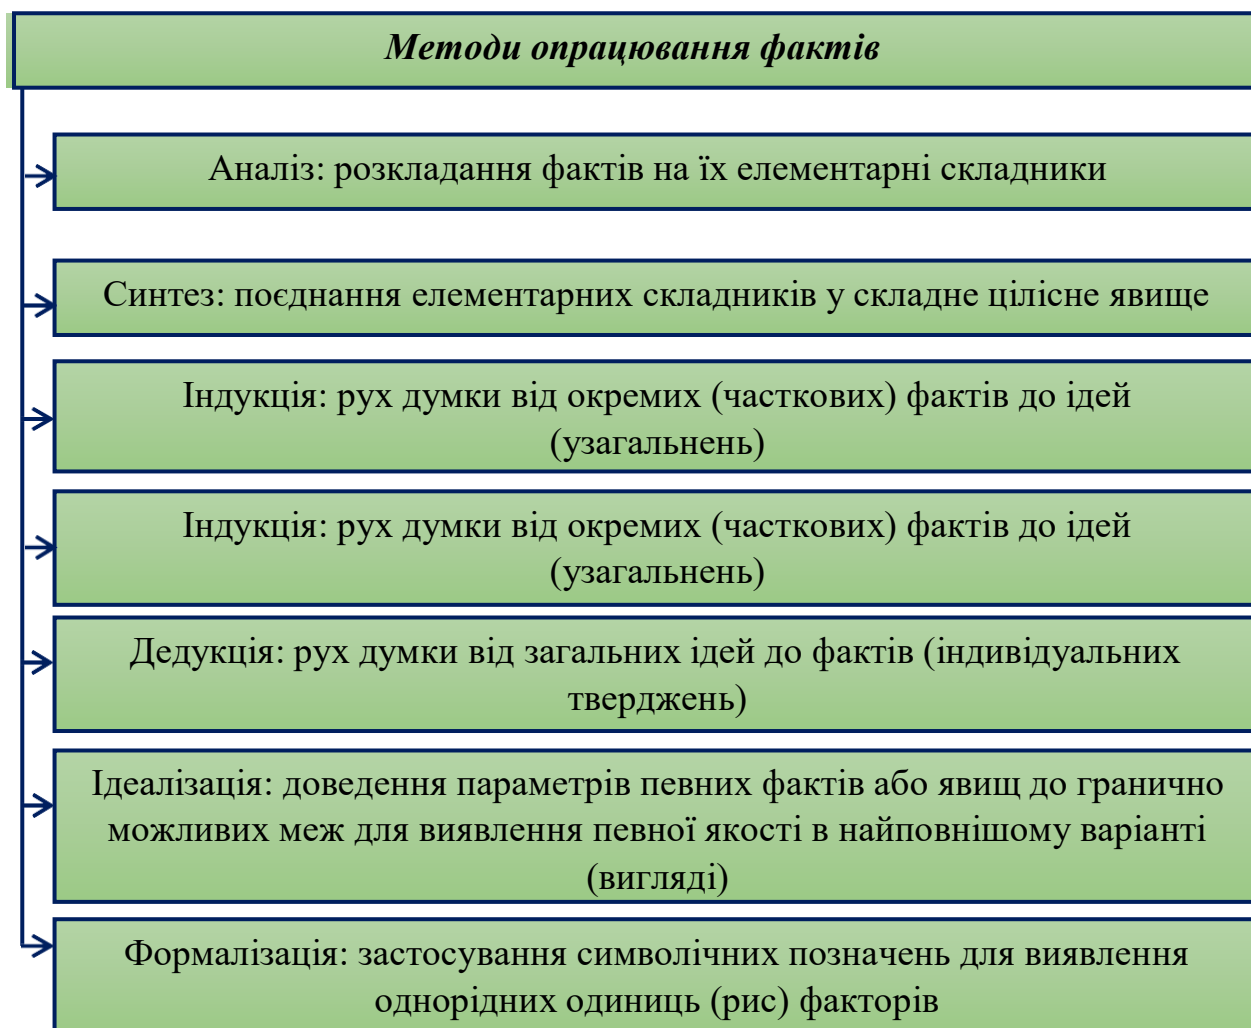 Методи опрацювання фактів
Аналіз: розкладання фактів на їх елементарні складники
Синтез: поєднання елементарних складників у складне цілісне явище
Індукція: рух думки від окремих (часткових) фактів до ідей
(узагальнень)
Індукція: рух думки від окремих (часткових) фактів до ідей
(узагальнень)
Дедукція: рух думки від загальних ідей до фактів (індивідуальних
тверджень)
Ідеалізація: доведення параметрів певних фактів або явищ до гранично
можливих меж для виявлення певної якості в найповнішому варіанті
(вигляді)
Формалізація: застосування символічних позначень для виявлення
однорідних одиниць (рис) факторів